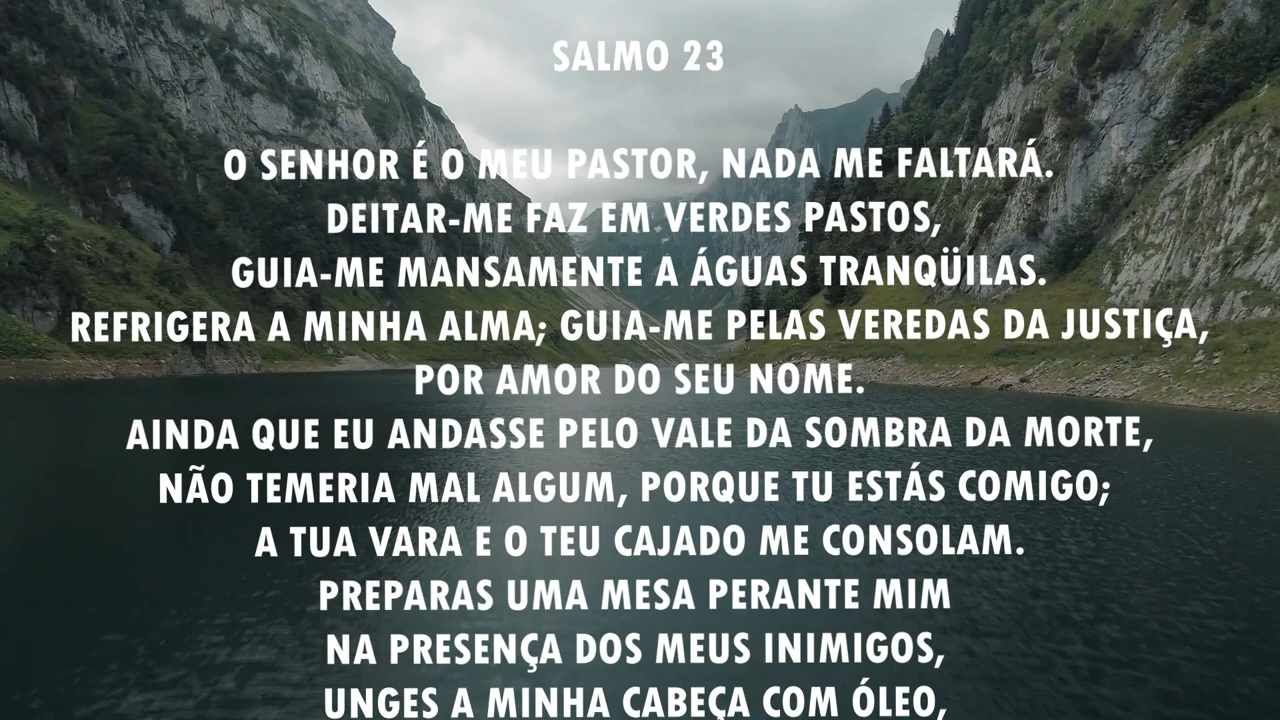 SALMO 23
O SENHOR É O MEU PASTOR, NADA ME FALTARÁ.
DEITAR-ME FAZ EM VERDES PASTOS,
GUIA-ME MANSAMENTE A ÁGUAS TRANQÜILAS.
REFRIGERA A MINHA ALMA; GUIA-ME PELAS VEREDAS DA JUSTIÇA,
POR AMOR DO SEU NOME.
AINDA QUE EU ANDASSE PELO VALE DA SOMBRA DA MORTE,
NÃO TEMERIA MAL ALGUM, PORQUE TU ESTÁS COMIGO;
A TUA VARA E O TEU CAJADO ME CONSOLAM.
PREPARAS UMA MESA PERANTE MIM
NA PRESENÇA DOS MEUS INIMIGOS,
UNGES A MINHA CABEÇA COM ÓLEO,